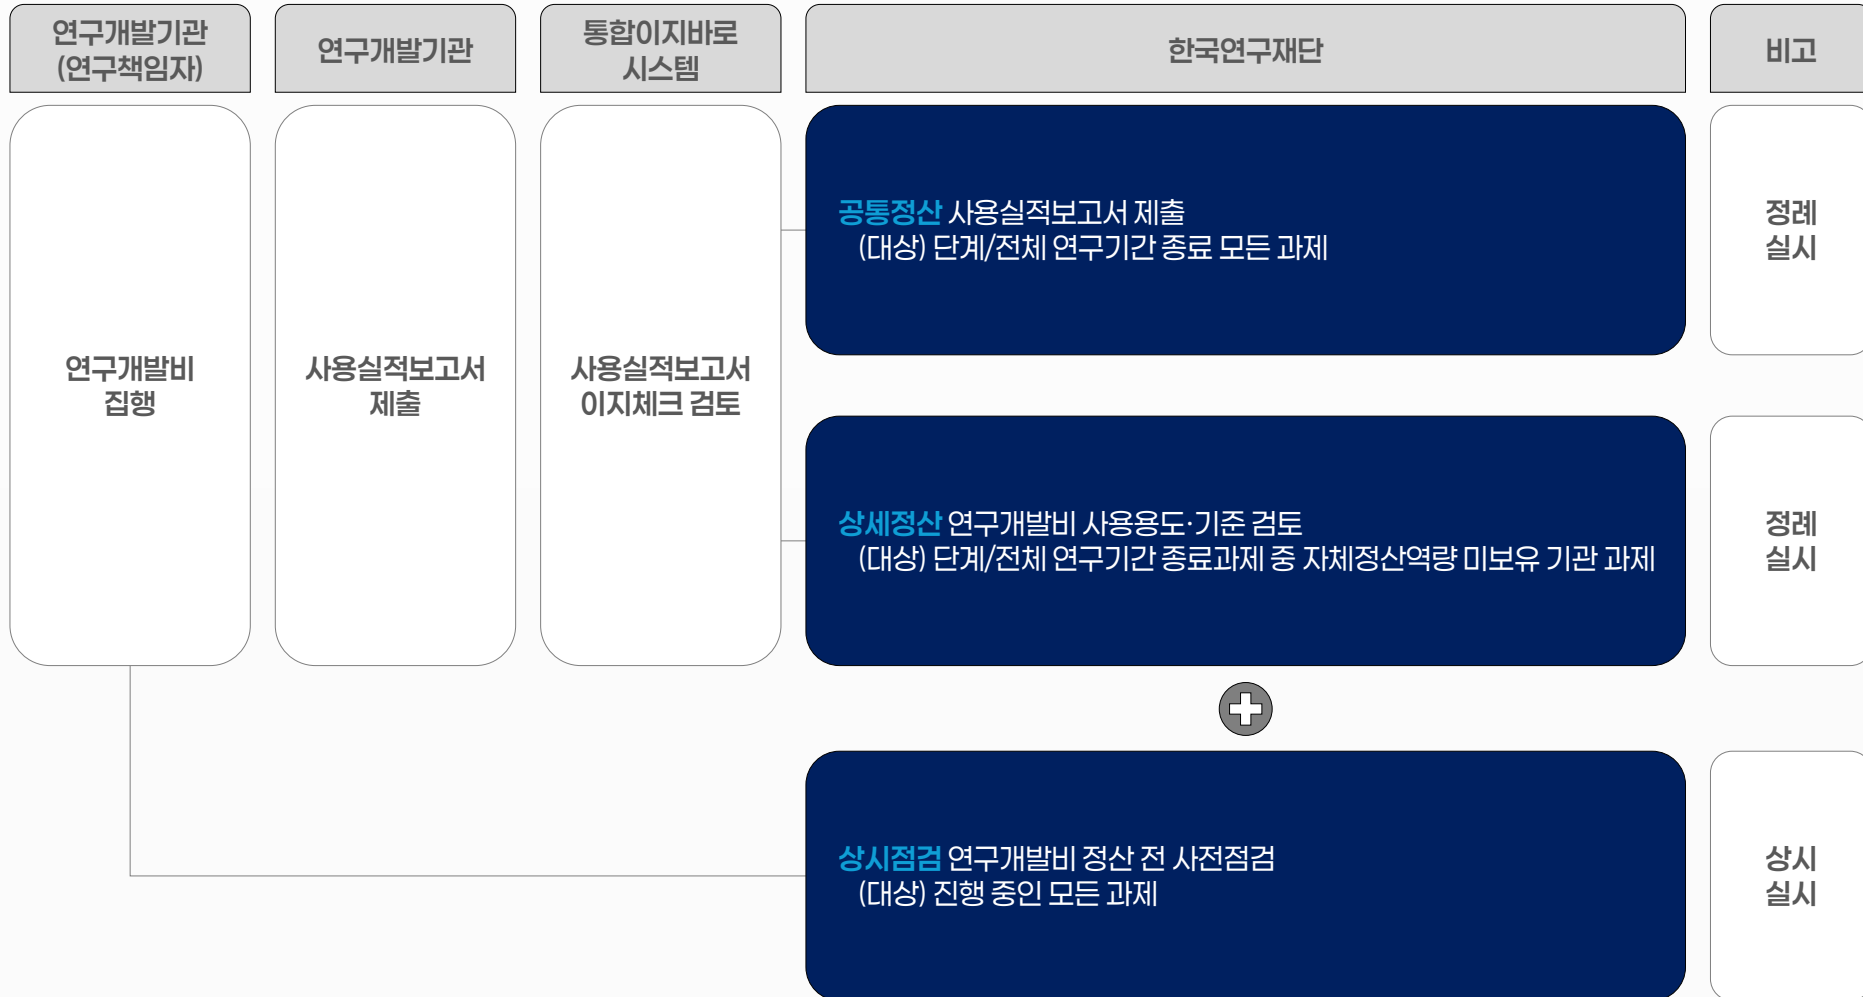 연구개발기관
(연구책임자)
연구개발기관
통합이지바로
시스템
한국연구재단
비고
연구개발비
집행
사용실적보고서
제출
사용실적보고서
이지체크 검토
공통정산 사용실적보고서 제출
(대상) 단계/전체 연구기간 종료 모든 과제
정례
실시
상세정산 연구개발비 사용용도·기준 검토
(대상) 단계/전체 연구기간 종료과제 중 자체정산역량 미보유 기관 과제
정례
실시
상시점검 연구개발비 정산 전 사전점검
(대상) 진행 중인 모든 과제
상시
실시